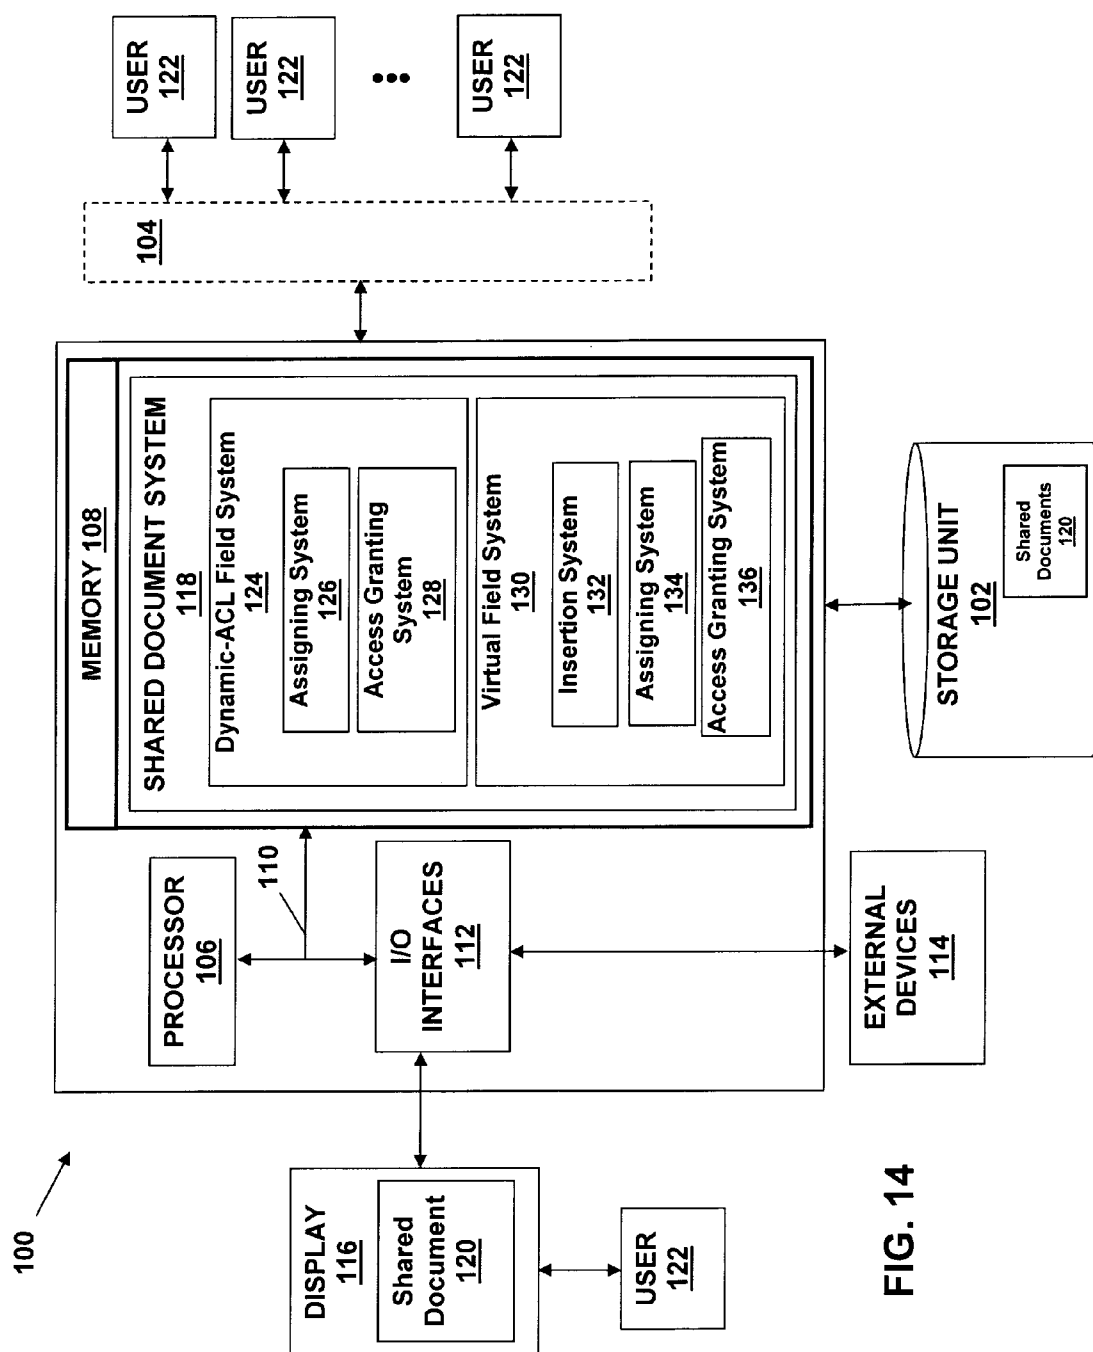 100
MEMORY 108
SHARED DOCUMENT SYSTEM
118
Dynamic-ACL Field System
124
Assigning System
126
Access Granting
System
128
Virtual Field System
130
Insertion System
132
Assigning System
134
Access Granting System
136
PROCESSOR
106
110
I/O
INTERFACES
112
DISPLAY
116
Shared
Document
120
USER
122
EXTERNAL
DEVICES
114
STORAGE UNIT
102
Shared
Documents
120
104
USER
122
USER
122
USER
122
FIG. 14